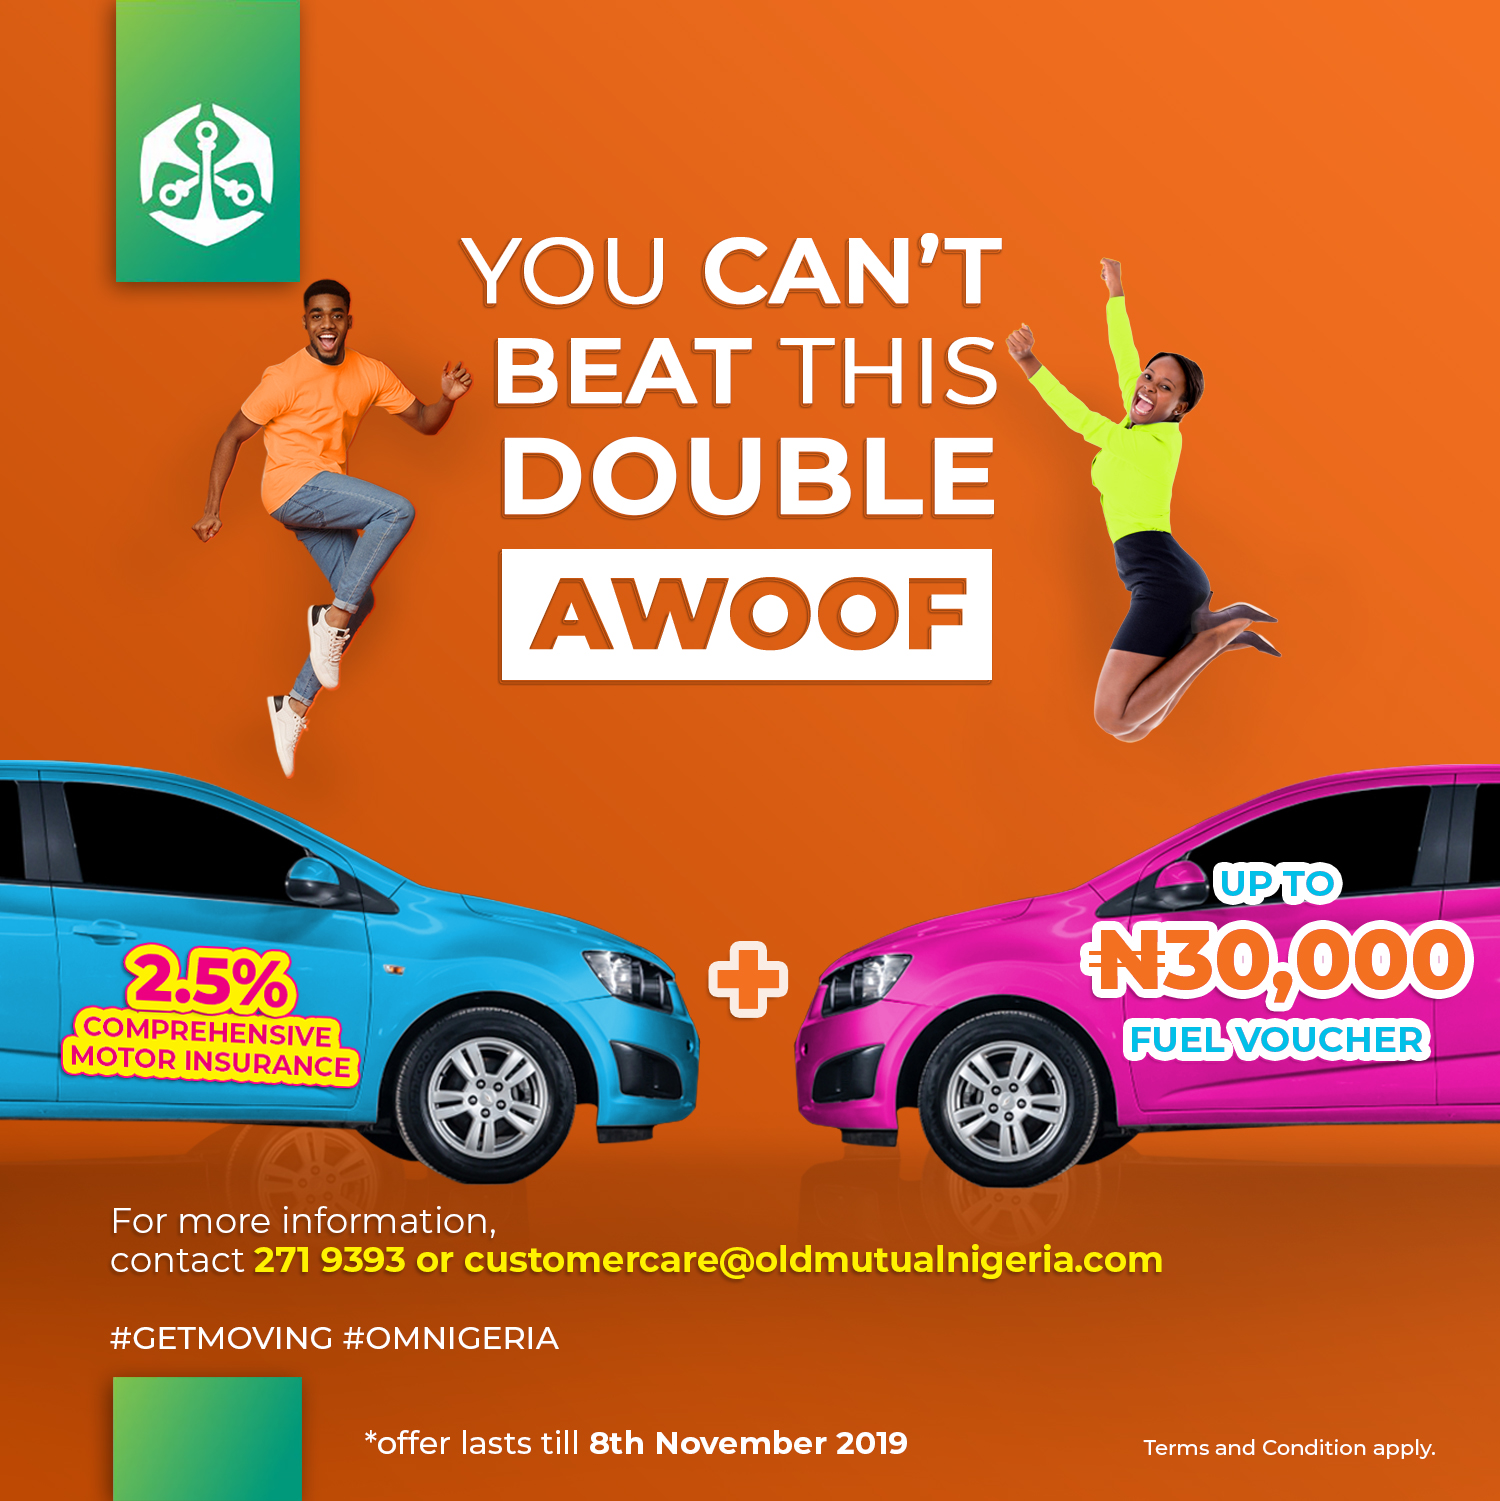 YOU CAN'T
BEAT THIS
DOUBLE
AWOOF
2.5%
COMPREHENSIVE
MOTOR INSURANCE
UP TO
₦30,000
FUEL VOUCHER
For more information,
contact 271 9393 or customercare@oldmutualnigeria.com
#GETMOVING #OMNIGERIA
*offer lasts till 8th November 2019
Terms and Condition apply.